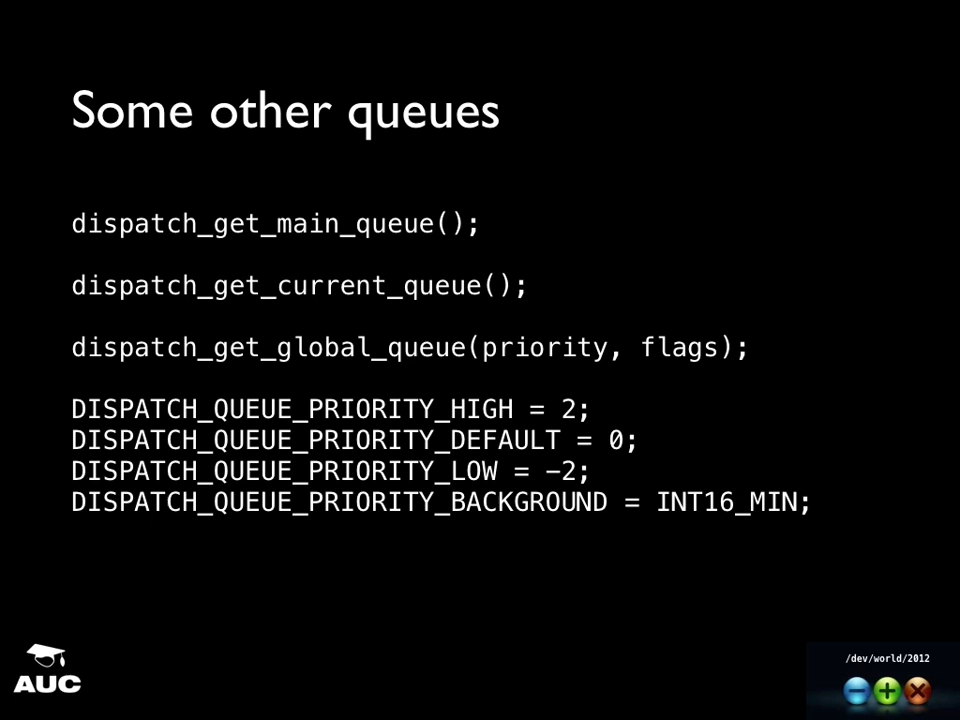 Some other queues
dispatch_get_main_queue();
dispatch_get_current_queue();
dispatch_get_global_queue(priority, flags);
DISPATCH_QUEUE_PRIORITY_HIGH = 2;
DISPATCH_QUEUE_PRIORITY_DEFAULT = 0;
DISPATCH_QUEUE_PRIORITY_LOW = -2;
DISPATCH_QUEUE_PRIORITY_BACKGROUND = INT16_MIN;
AUC
/dev/world/2012